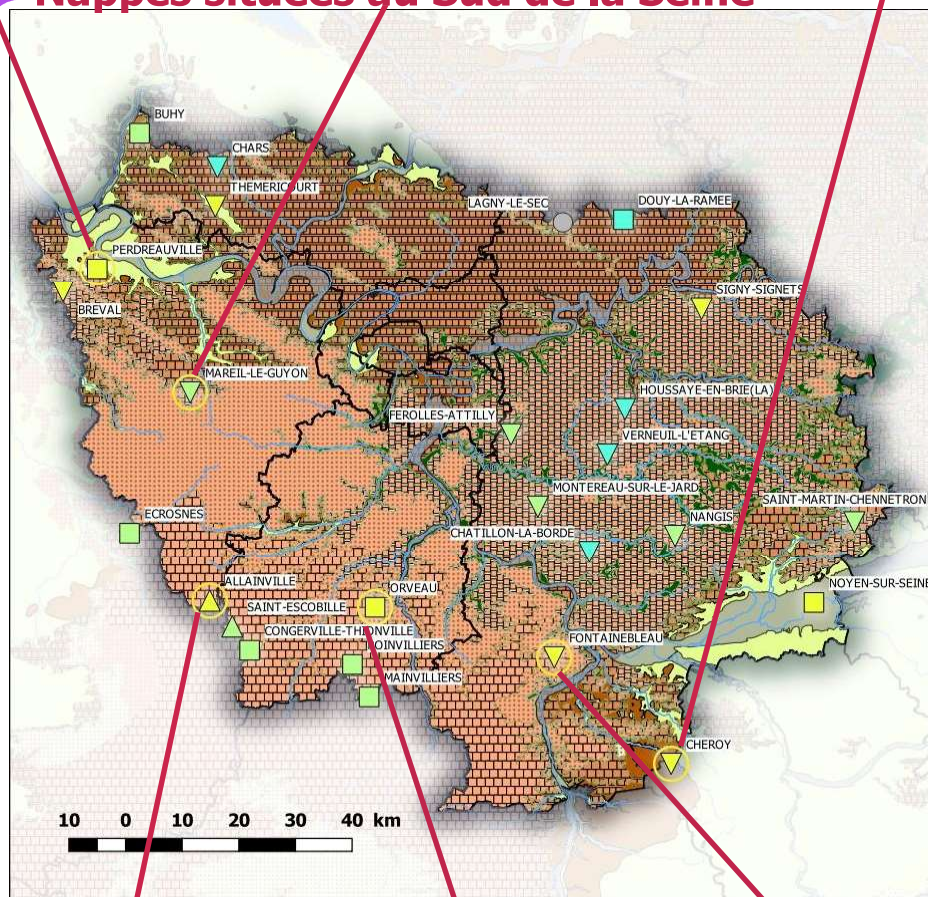 Nappes situées au Sud de la Seine
BUHY
CHARS
THEMERICOURT
LAGNY-LE-SEC
DOUY-LA-RAMEE
PERDREAUVILLE
SIGNY-SIGNETS
BREVAL
MAREIL-LE-GUYON
HOUSSAYE-EN-BRIE(LA)
FEROLLES-ATTILLY
VERNEUIL-L'ETANG
MONTEREAU-SUR-LE-JARD
SAINT-MARTIN-CHENNETRON
ECROSNES
NANGIS
CHATILLON-LA-BORDE
ALLAINVILLE
ORVEAU
NOYEN-SUR-SEINE
SAINT-ESCOBILLE
CONGERVILLE-THIONVILLE
FONTAINEBLEAU
OINVILLIERS
MAINVILLIERS
CHEROY
10 0 10 20 30 40 km